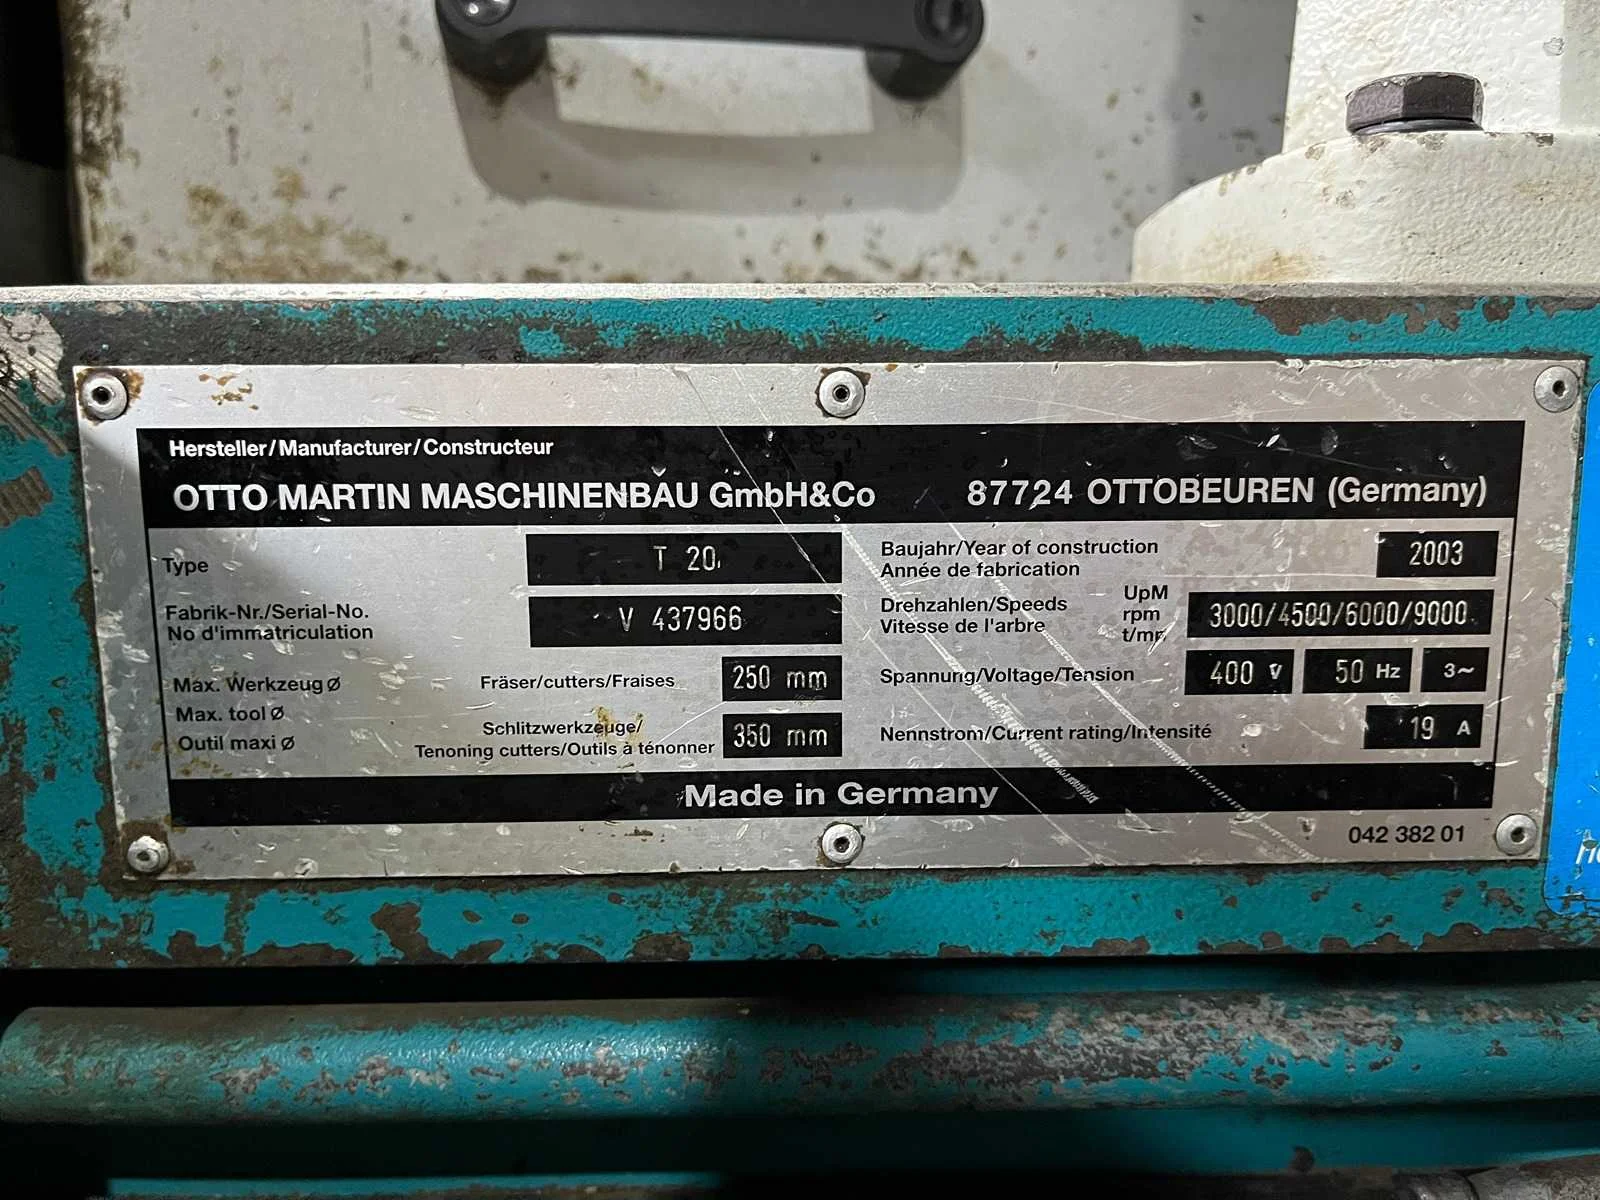 Hersteller/Manufacturer/Constructeur
OTTO MARTIN MASCHINENBAU GmbH&Co 87724 OTTOBEUREN (Germany)
Type T 20
Baujahr/Year of construction 2003
Année de fabrication
Fabrik-Nr./Serial-No. V 437966
No d'immatriculation
Drehzahlen/Speeds UpM 3000/4500/6000/9000
Vitesse de l'arbre rpm
t/mn
Max. Werkzeug Ø Fräser/cutters/Fraises 250 mm
Max. tool Ø
Outil maxi Ø
Schlitzwerkzeuge/ 350 mm
Tenoning cutters/Outils à ténonner
Spannung/Voltage/Tension 400 V 50 Hz 3~
Nennstrom/Current rating/Intensité 19 A
Made in Germany
042 382 01